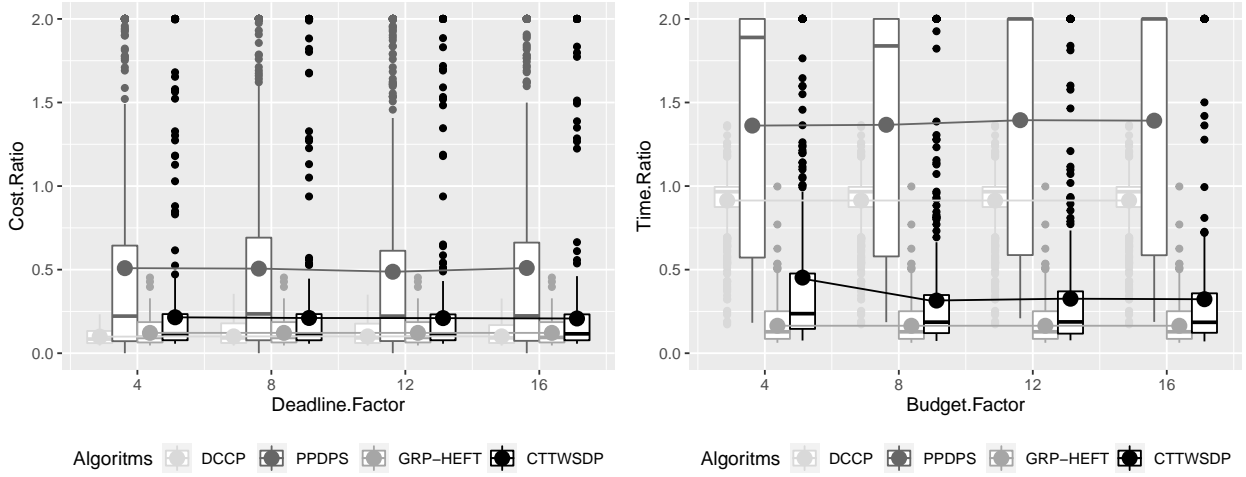 2.0
1.5
1.0
0.5
0.0
Cost.Ratio
4 8 12 16
Deadline.Factor
Algoritms DCCP PPDPS GRP−HEFT CTTWSDP
2.0
1.5
1.0
0.5
0.0
Time.Ratio
4 8 12 16
Budget.Factor
Algoritms DCCP PPDPS GRP−HEFT CTTWSDP